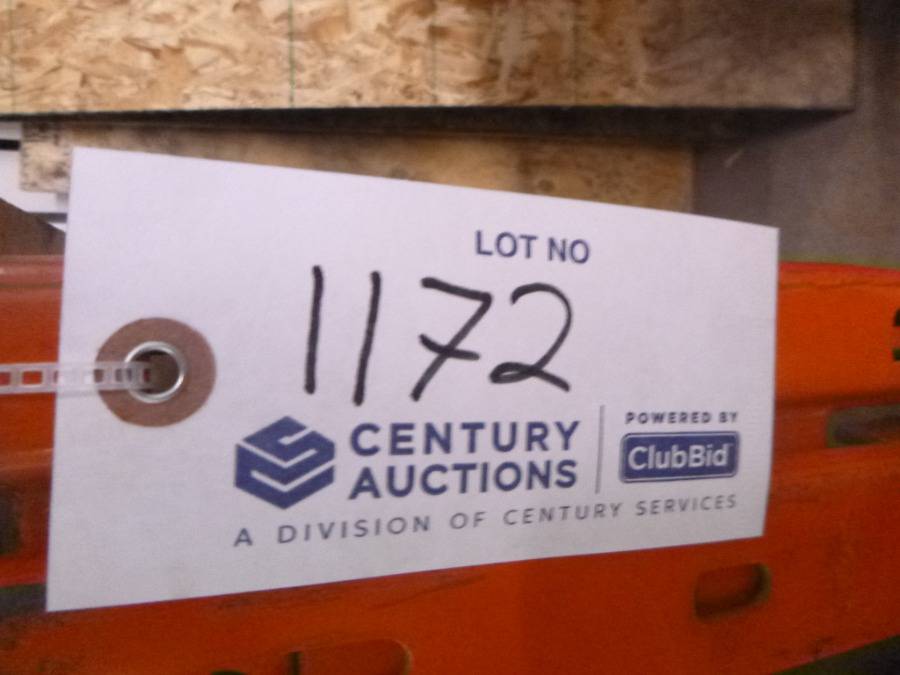 LOT NO
1172
CENTURY AUCTIONS
POWERED BY
ClubBid
A DIVISION OF CENTURY SERVICES